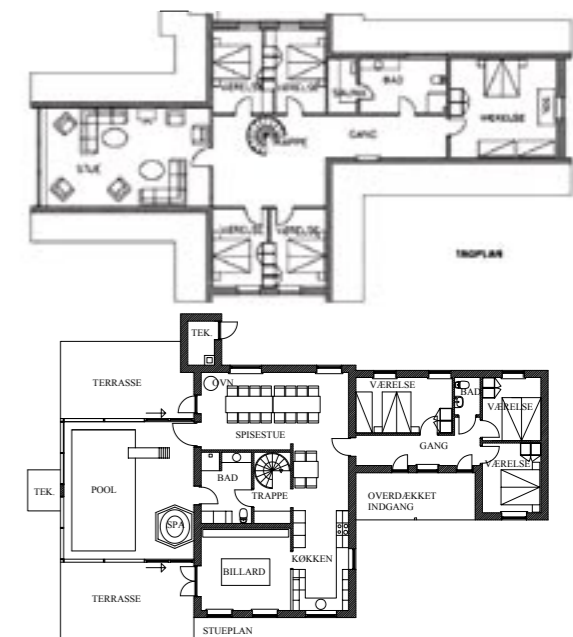 VÆRELSE
VÆRELSE
SAUNA
BAD
VÆRELSE
TRAPPE
GANG
STUE
VÆRELSE
VÆRELSE
TAGPLAN
TEK.
TERRASSE
OVN
VÆRELSE
BAD
VÆRELSE
SPISESTUE
GANG
VÆRELSE
BAD
TRAPPE
POOL
TEK.
SPA
OVERDÆKKET
INDGANG
KØKKEN
BILLARD
TERRASSE
STUEPLAN